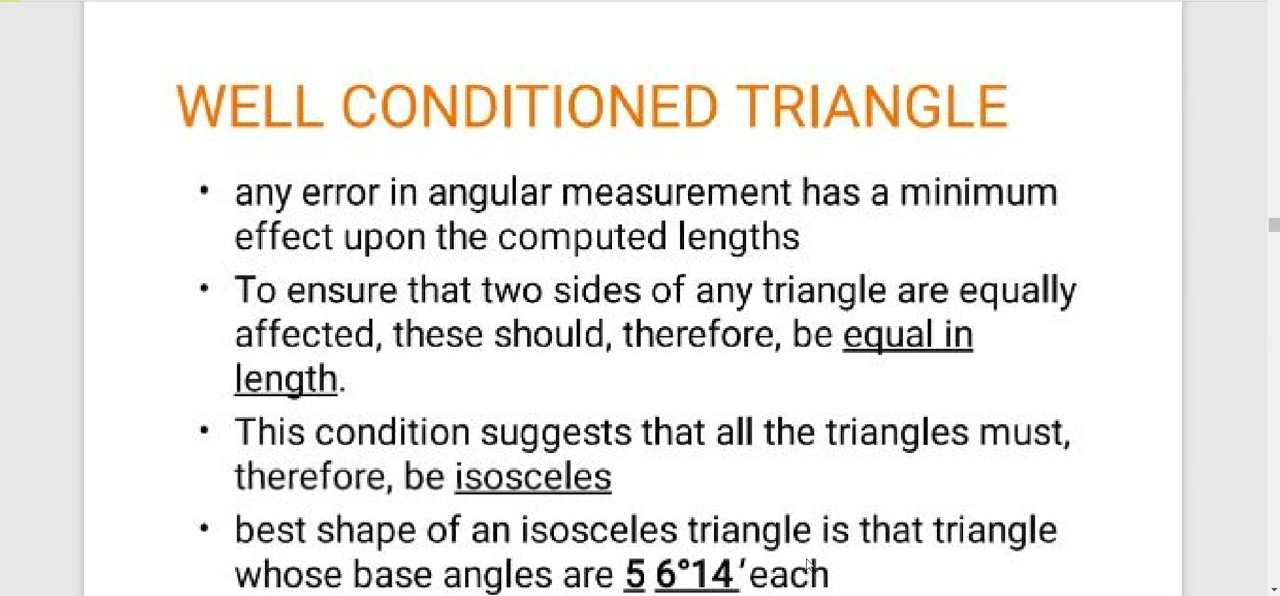 WELL CONDITIONED TRIANGLE
• any error in angular measurement has a minimum
effect upon the computed lengths
• To ensure that two sides of any triangle are equally
affected, these should, therefore, be equal in
length.
• This condition suggests that all the triangles must,
therefore, be isosceles
• best shape of an isosceles triangle is that triangle
whose base angles are 5 6°14′each